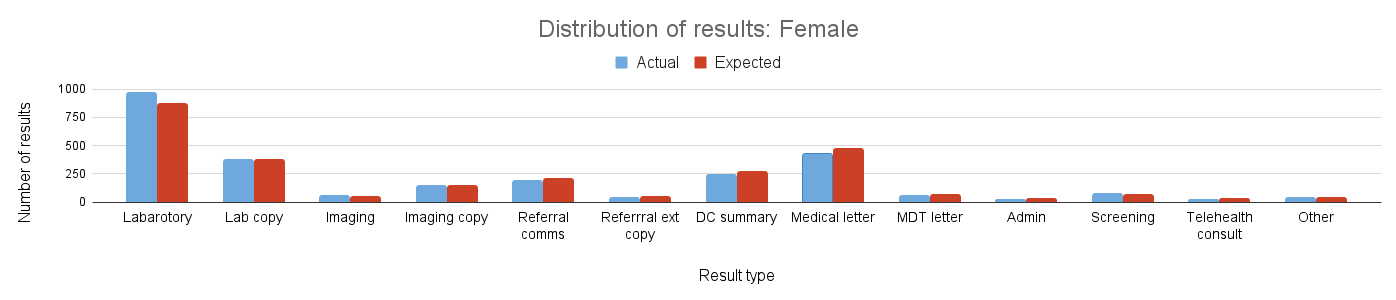 Distribution of results: Female
Actual Expected
Number of results
1000
750
500
250
0
Labarotory Lab copy Imaging Imaging copy Referral comms Referrral ext copy DC summary Medical letter MDT letter Admin Screening Telehealth consult Other
Result type